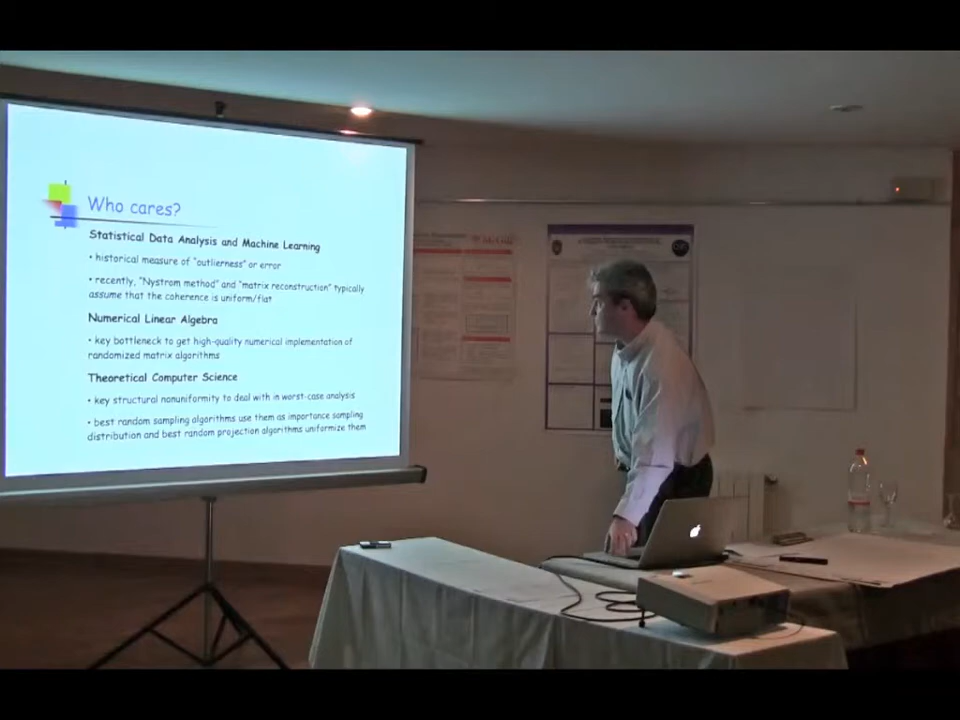 Who cares?
Statistical Data Analysis and Machine Learning
• historical measure of "outlierness" or error
• recently, "Nystrom method" and "matrix reconstruction" typically
assume that the coherence is uniform/flat
Numerical Linear Algebra
• key bottleneck to get high-quality numerical implementation of
randomized matrix algorithms
Theoretical Computer Science
• key structural nonuniformity to deal with in worst-case analysis
• best random sampling algorithms use them as importance sampling
distribution and best random projection algorithms uniformize them